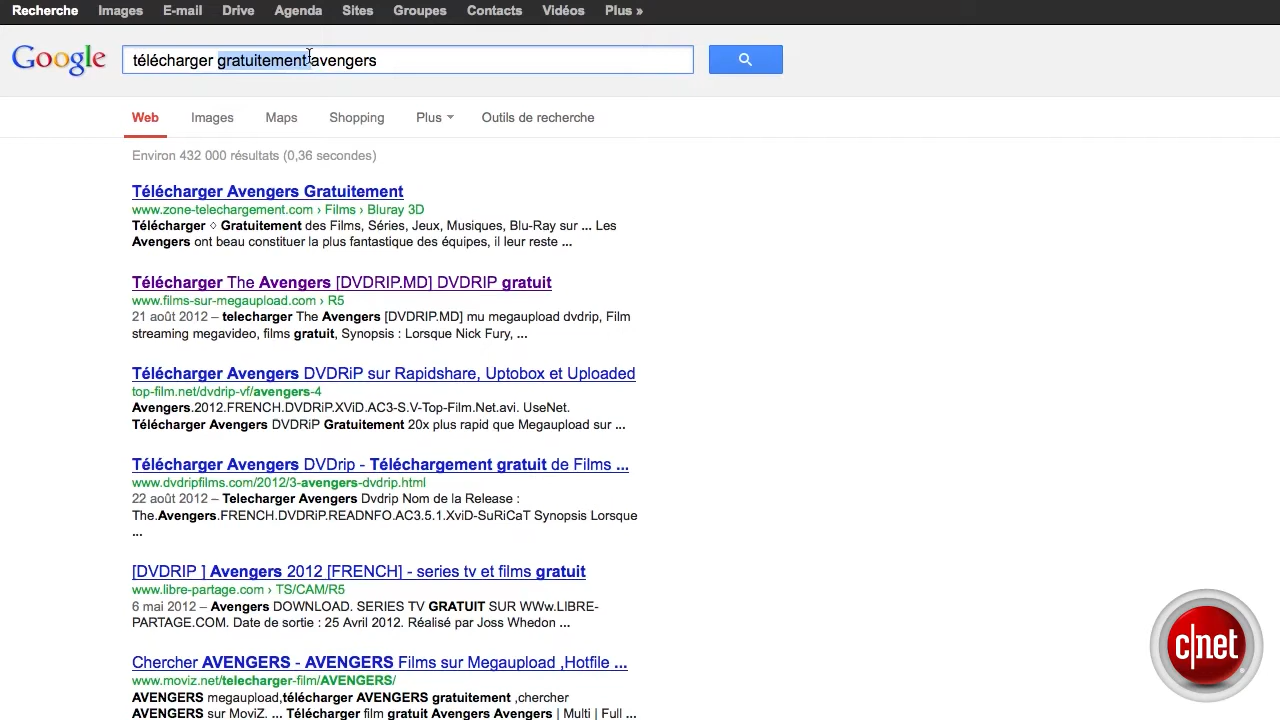 Recherche Images E-mail Drive Agenda Sites Groupes Contacts Vidéos Plus »
Google télécharger gratuitement avengers
Web Images Maps Shopping Plus Outils de recherche
Environ 432 000 résultats (0,36 secondes)
Télécharger Avengers Gratuitement
www.zone-telechargement.com › Films › Bluray 3D
Télécharger ◊ Gratuitement des Films, Séries, Jeux, Musiques, Blu-Ray sur ... Les
Avengers ont beau constituer la plus fantastique des équipes, il leur reste ...
Télécharger The Avengers [DVDRIP.MD] DVDRIP gratuit
www.films-sur-megaupload.com › R5
21 août 2012 – telecharger The Avengers [DVDRIP.MD] mu megaupload dvdrip, Film
streaming megavideo, films gratuit, Synopsis : Lorsque Nick Fury, ...
Télécharger Avengers DVDRiP sur Rapidshare, Uptobox et Uploaded
top-film.net/dvdrip-vf/avengers-4
Avengers.2012.FRENCH.DVDRiP.XViD.AC3-S.V-Top-Film.Net.avi. UseNet.
Télécharger Avengers DVDRiP Gratuitement 20x plus rapid que Megaupload sur ...
Télécharger Avengers DVDrip - Téléchargement gratuit de Films ...
www.dvdripfilms.com/2012/3-avengers-dvdrip.html
22 août 2012 – Telecharger Avengers Dvdrip Nom de la Release :
The.Avengers.FRENCH.DVDRiP.READNFO.AC3.5.1.XviD-SuRiCaT Synopsis Lorsque
...
[DVDRIP ] Avengers 2012 [FRENCH] - series tv et films gratuit
www.libre-partage.com › TS/CAM/R5
6 mai 2012 – Avengers DOWNLOAD. SERIES TV GRATUIT SUR WWw.LIBRE-
PARTAGE.COM. Date de sortie : 25 Avril 2012. Réalisé par Joss Whedon ...
Chercher AVENGERS - AVENGERS Films sur Megaupload ,Hotfile ...
www.moviz.net/telecharger-film/AVENGERS/
AVENGERS megaupload,télécharger AVENGERS gratuitement ,chercher
AVENGERS sur MoviZ. ... Télécharger film gratuit Avengers Avengers | Multi | Full ...
c|net